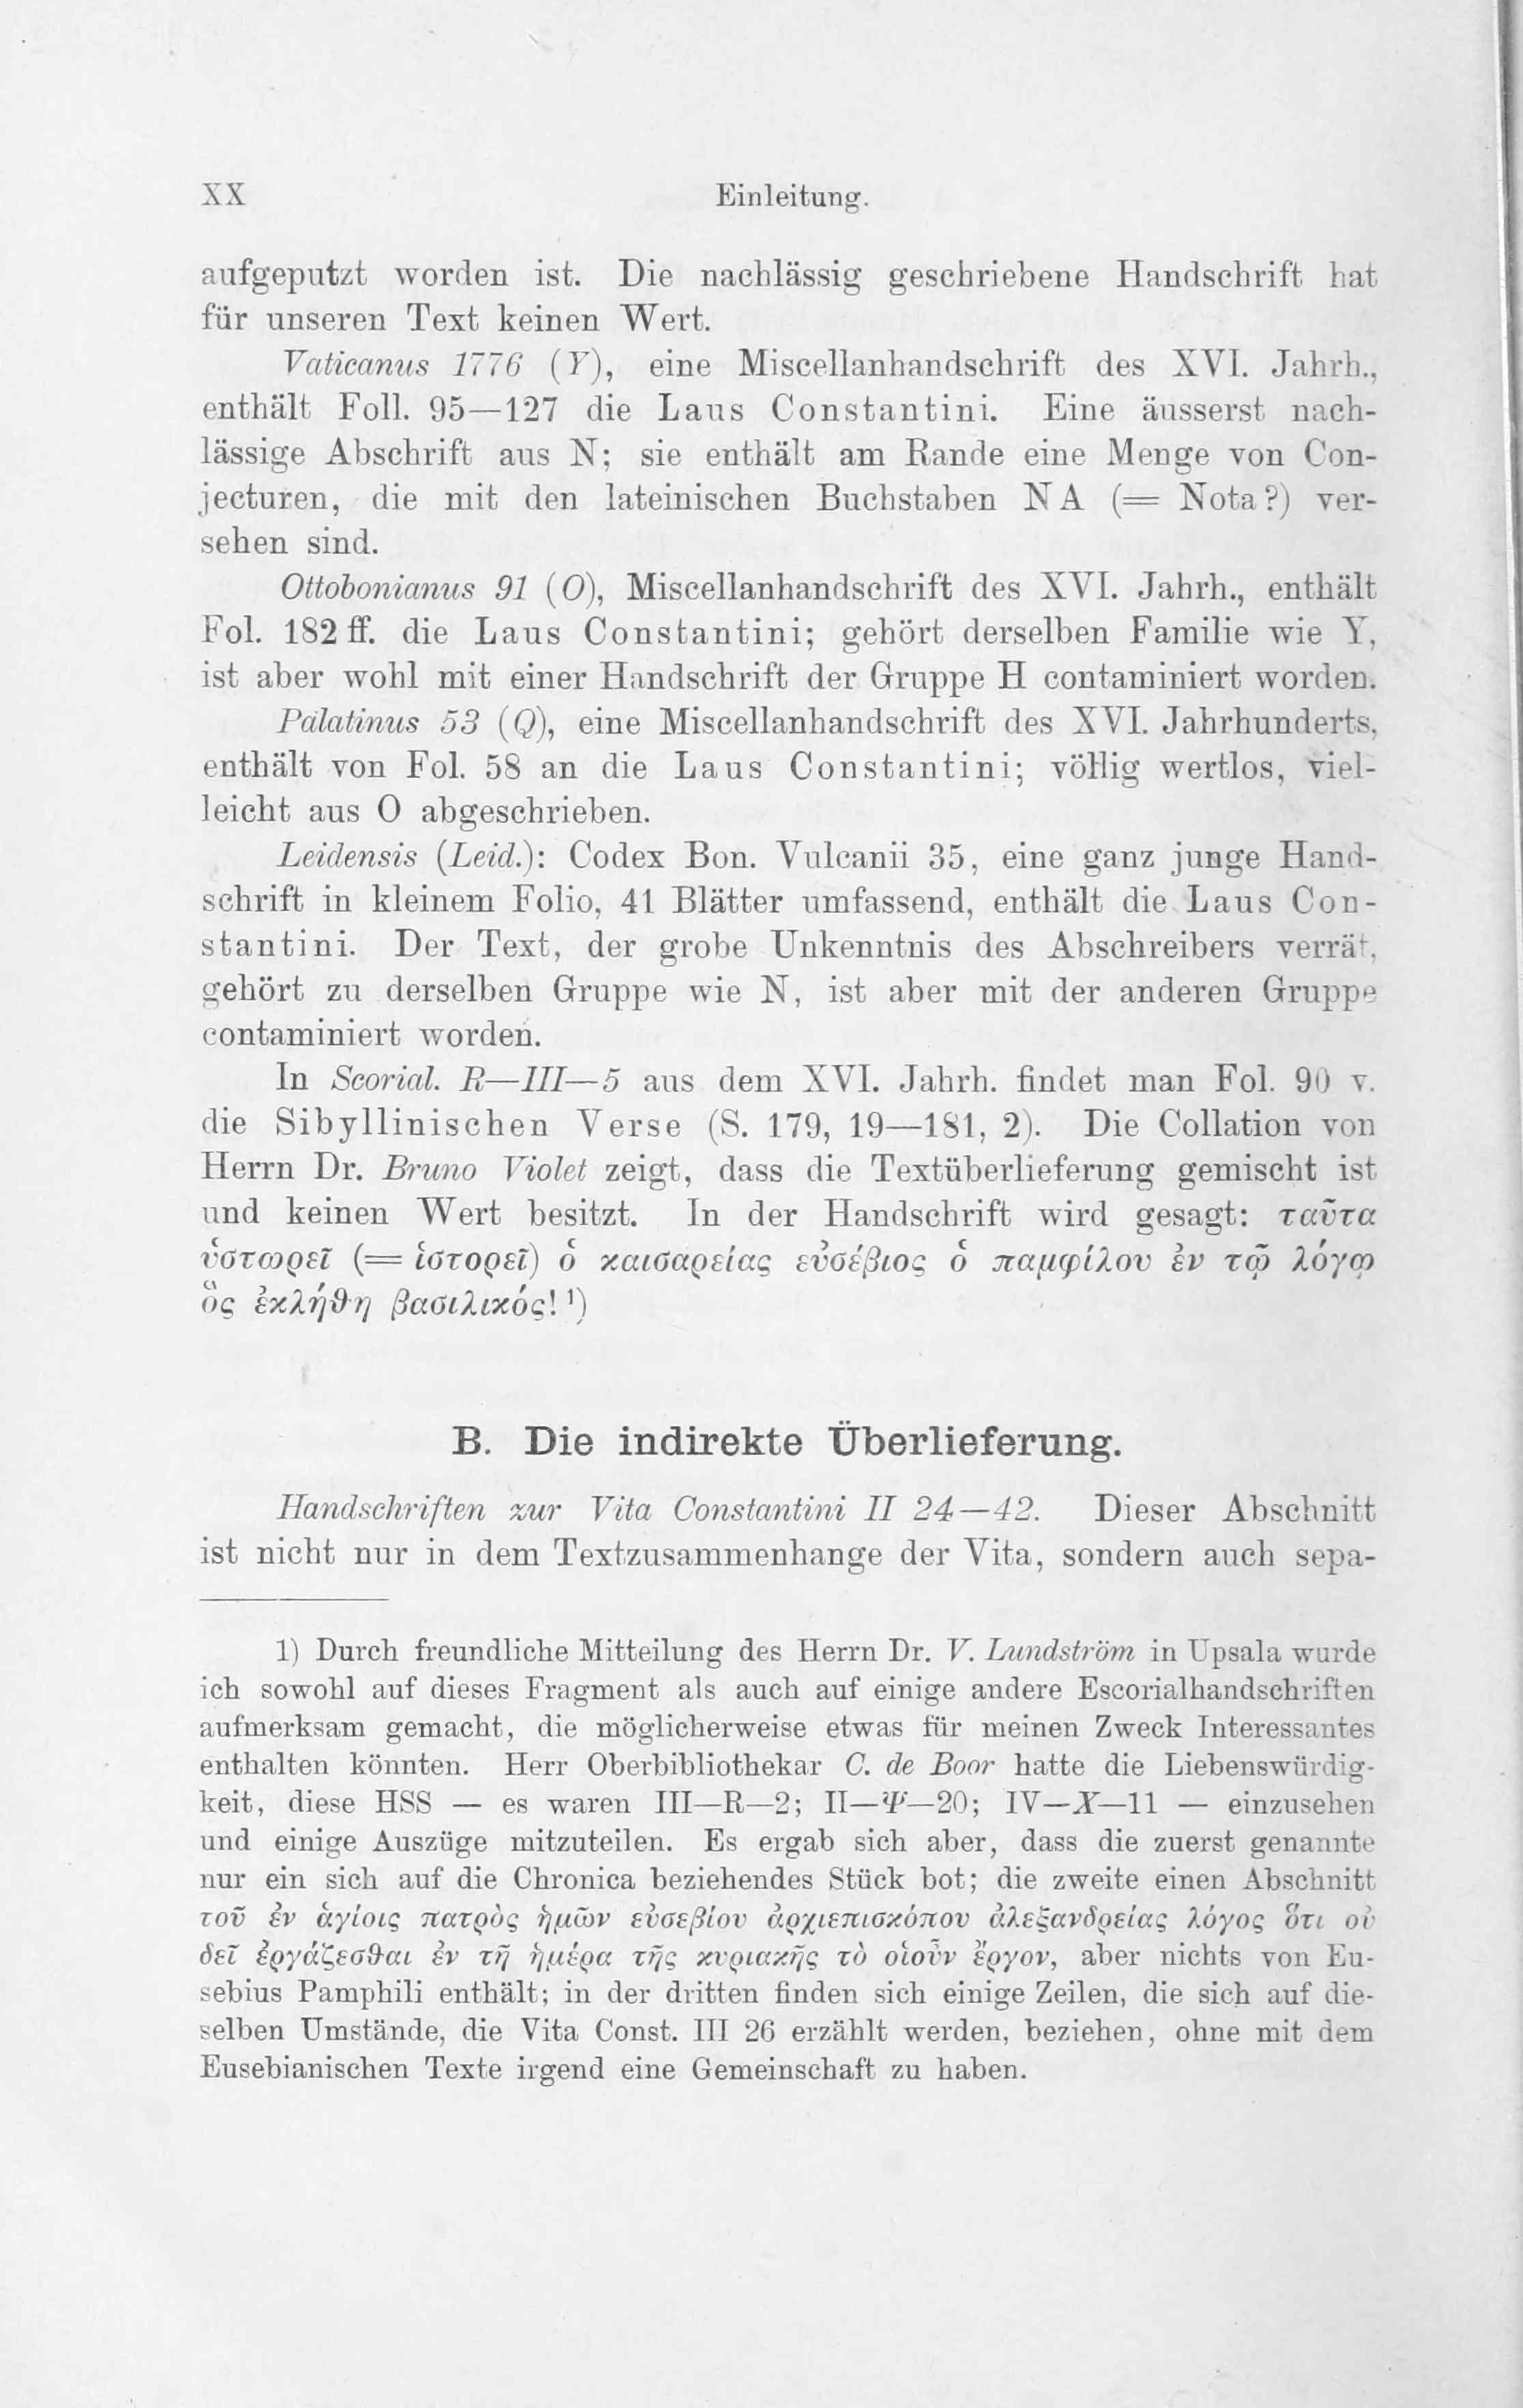 XX Einleitung.
aufgeputzt worden ist. Die nachlässig geschriebene Handschrift hat
für unseren Text keinen Wert.
Vaticanus 1776 (Y), eine Miscellanhandschrift des XVI. Jahrh.,
enthält Foll. 95—127 die Laus Constantini. Eine äusserst nach-
lässige Abschrift aus N; sie enthält am Rande eine Menge von Con-
jecturen, die mit den lateinischen Buchstaben NA (= Nota?) ver-
sehen sind.
Ottobonianus 91 (O), Miscellanhandschrift des XVI. Jahrh., enthält
Fol. 182 ff. die Laus Constantini; gehört derselben Familie wie Y,
ist aber wohl mit einer Handschrift der Gruppe H contaminiert worden.
Palatinus 53 (Q), eine Miscellanhandschrift des XVI. Jahrhunderts,
enthält von Fol. 58 an die Laus Constantini; völlig wertlos, viel-
leicht aus O abgeschrieben.
Leidensis (Leid.): Codex Bon. Vulcanii 35, eine ganz junge Hand-
schrift in kleinem Folio, 41 Blätter umfassend, enthält die Laus Con-
stantini. Der Text, der grobe Unkenntnis des Abschreibers verrät,
gehört zu derselben Gruppe wie N, ist aber mit der anderen Gruppe
contaminiert worden.
In Scorial. R—III—5 aus dem XVI. Jahrh. findet man Fol. 90 v.
die Sibyllinischen Verse (S. 179, 19—181, 2). Die Collation von
Herrn Dr. Bruno Violet zeigt, dass die Textüberlieferung gemischt ist
und keinen Wert besitzt. In der Handschrift wird gesagt: ταῦτα
ὑστωρεῖ (= ἱστορεῖ) ὁ καισαρείας εὐσέβιος ὁ παμφίλου ἐν τῷ λόγῳ
ὃς ἐκλήθη βασιλικός! ¹)
B. Die indirekte Überlieferung.
Handschriften zur Vita Constantini II 24—42. Dieser Abschnitt
ist nicht nur in dem Textzusammenhange der Vita, sondern auch sepa-
1) Durch freundliche Mitteilung des Herrn Dr. V. Lundström in Upsala wurde
ich sowohl auf dieses Fragment als auch auf einige andere Escorialhandschriften
aufmerksam gemacht, die möglicherweise etwas für meinen Zweck Interessantes
enthalten könnten. Herr Oberbibliothekar C. de Boor hatte die Liebenswürdig-
keit, diese HSS — es waren III—R—2; II—Ψ—20; IV—X—11 — einzusehen
und einige Auszüge mitzuteilen. Es ergab sich aber, dass die zuerst genannte
nur ein sich auf die Chronica beziehendes Stück bot; die zweite einen Abschnitt
τοῦ ἐν ἁγίοις πατρὸς ἡμῶν εὐσεβίου ἀρχιεπισκόπου ἀλεξανδρείας λόγος ὅτι οὐ
δεῖ ἐργάζεσθαι ἐν τῇ ἡμέρα τῆς κυριακῆς τὸ οἱοῦν ἔργον, aber nichts von Eu-
sebius Pamphili enthält; in der dritten finden sich einige Zeilen, die sich auf die-
selben Umstände, die Vita Const. III 26 erzählt werden, beziehen, ohne mit dem
Eusebianischen Texte irgend eine Gemeinschaft zu haben.